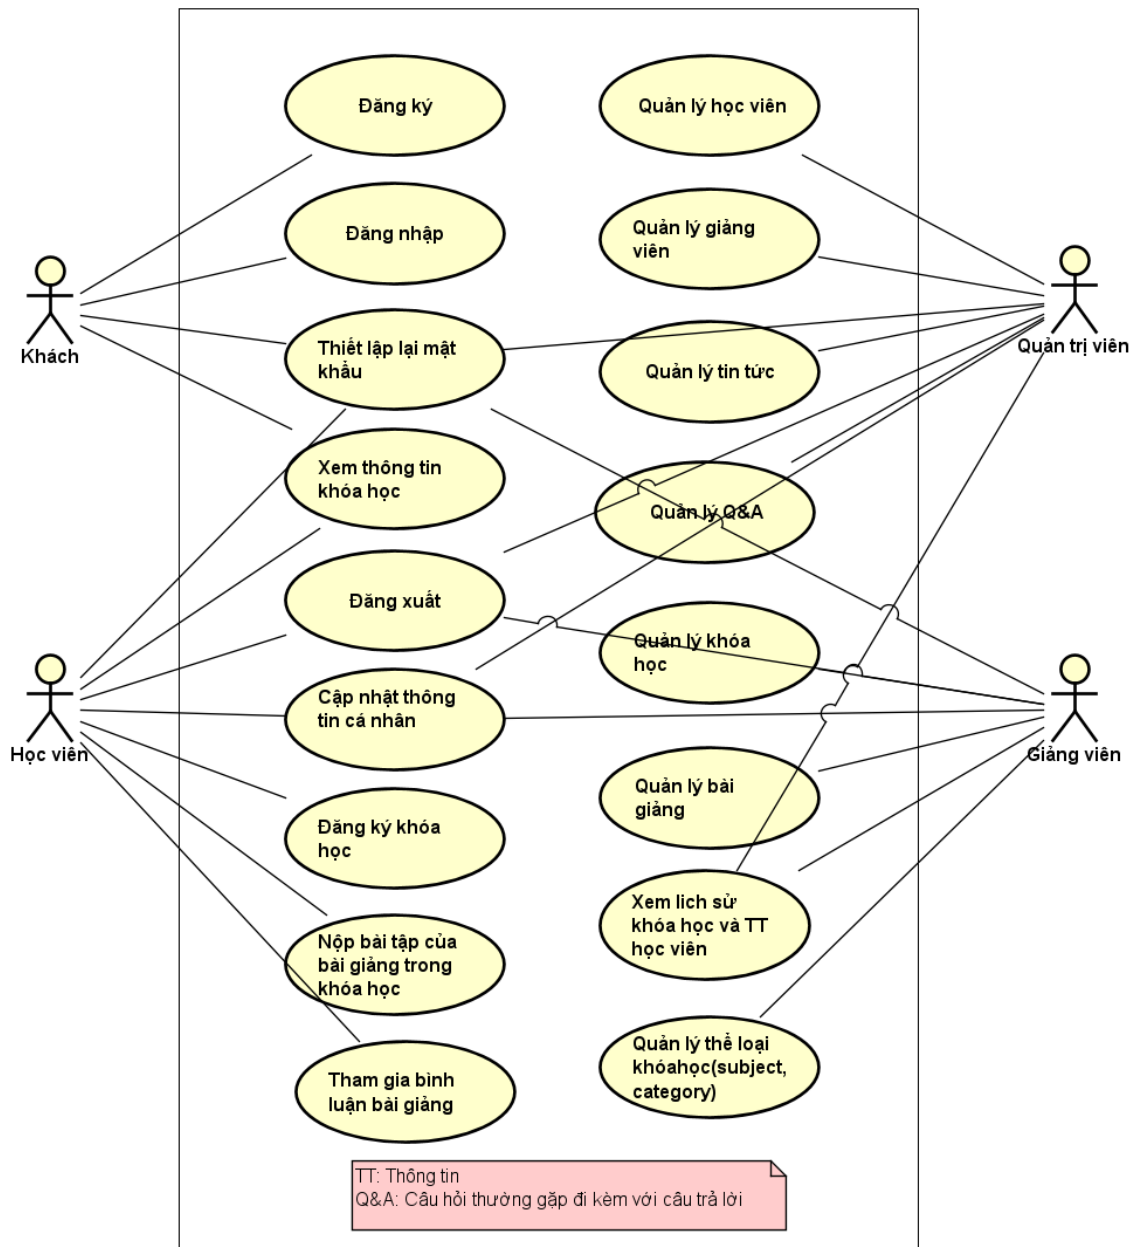 Đăng ký
Quản lý học viên
Đăng nhập
Quản lý giảng
viên
Khách
Quản trị viên
Thiết lập lại mật
khẩu
Quản lý tin tức
Xem thông tin
khóa học
Quản lý Q&A
Đăng xuất
Quản lý khóa
học
Học viên
Giảng viên
Cập nhật thông
tin cá nhân
Quản lý bài
giảng
Đăng ký khóa
học
Xem lich sử
khóa học và TT
học viên
Nộp bài tập của
bài giảng trong
khóa học
Quản lý thể loại
khóahọc(subject,
category)
Tham gia bình
luận bài giảng
TT: Thông tin
Q&A: Câu hỏi thường gặp đi kèm với câu trả lời